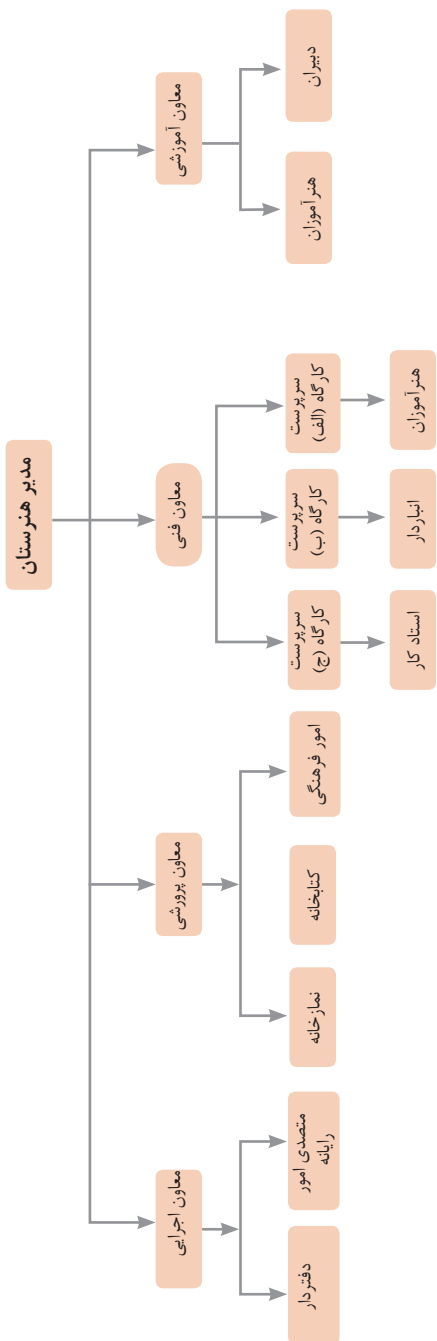 مدیر هنرستان
معاون آموزشی
معاون فنی
معاون پرورشی
معاون اجرایی
دبیران
هنرآموزان
سرپرست
کارگاه (الف)
سرپرست
کارگاه (ب)
سرپرست
کارگاه (ج)
امور فرهنگی
کتابخانه
نمازخانه
متصدی امور
رایانه
دفتردار
هنرآموزان
انباردار
استاد کار